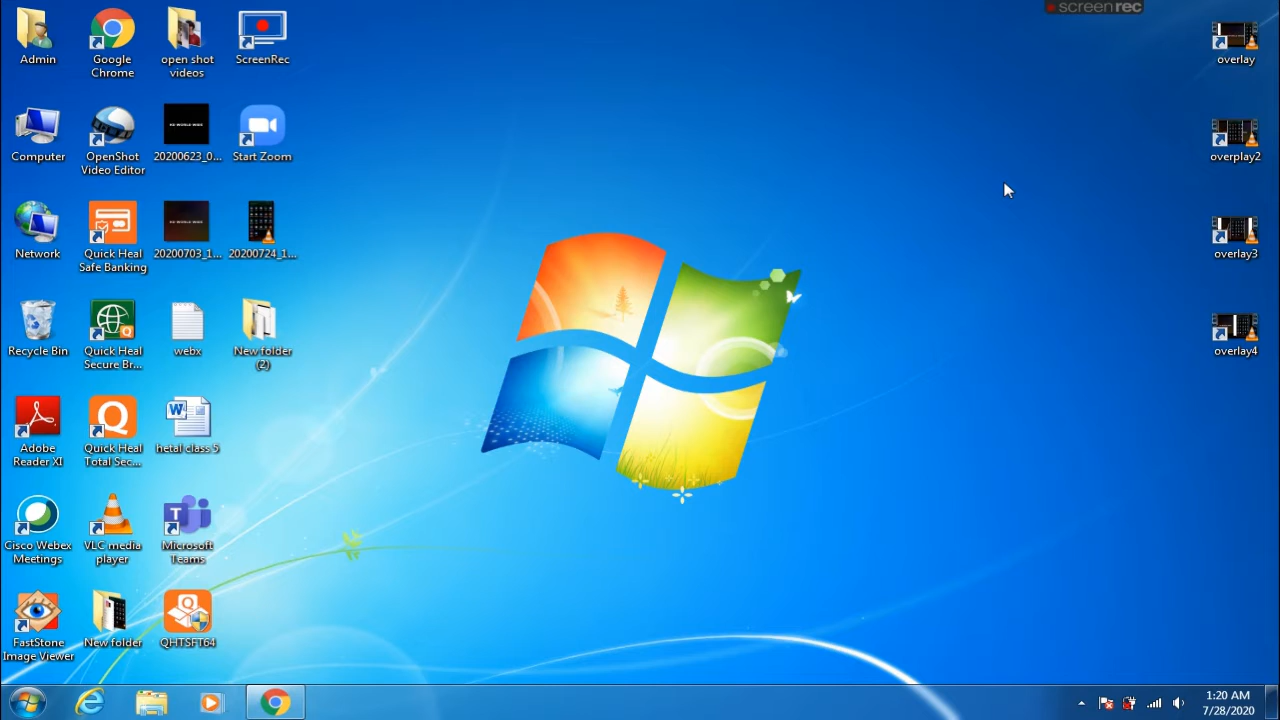 screenrec
Admin
Google
Chrome
open shot
videos
ScreenRec
overlay
Computer
OpenShot
Video Editor
20200623_0...
Start Zoom
overplay2
Network
Quick Heal
Safe Banking
20200703_1...
20200724_1...
overlay3
Recycle Bin
Quick Heal
Secure Br...
webx
New folder
(2)
overlay4
Adobe
Reader XI
Quick Heal
Total Sec...
hetal class 5
Cisco Webex
Meetings
VLC media
player
Microsoft
Teams
FastStone
Image Viewer
New folder
QHTSFT64
1:20 AM
7/28/2020